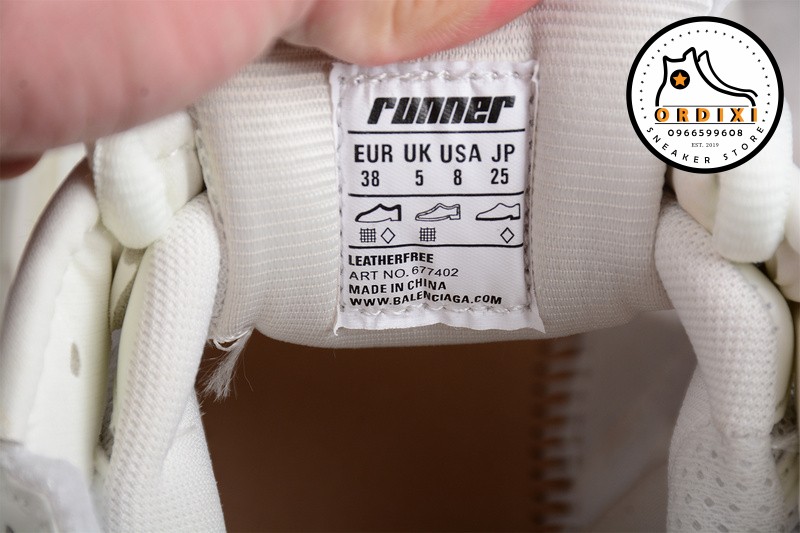 runner
EUR UK USA JP
38 5 8 25
LEATHERFREE
ART NO. 677402
MADE IN CHINA
WWW.BALENCIAGA.COM
ORDIXI
0966599608
EST. 2019
SNEAKER STORE